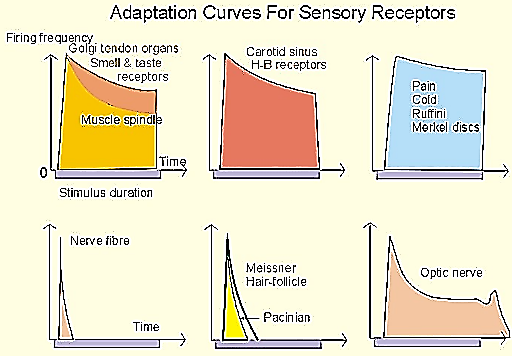 Adaptation Curves For Sensory Receptors
Firing frequency
Golgi tendon organs
Smell & taste
receptors
Muscle spindle
Time
0
Stimulus duration
Carotid sinus
H-B receptors
Pain
Cold
Ruffini
Merkel discs
Nerve fibre
Time
Meissner
Hair-follicle
Pacinian
Optic nerve